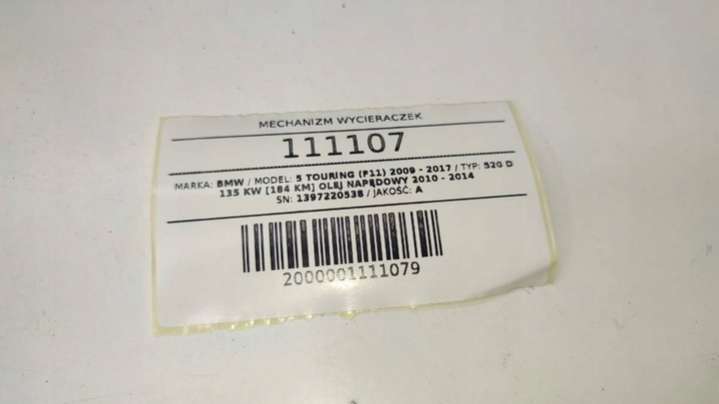 MECHANIZM WYCIERACZEK
111107
MARKA: BMW / MODEL: 5 TOURING (F11) 2009 - 2017 / TYP: 520 D
135 KW [184 KM] OLEJ NAPĘDOWY 2010 - 2014
SN: 1397220538 / JAKOŚĆ: A
2000001111079